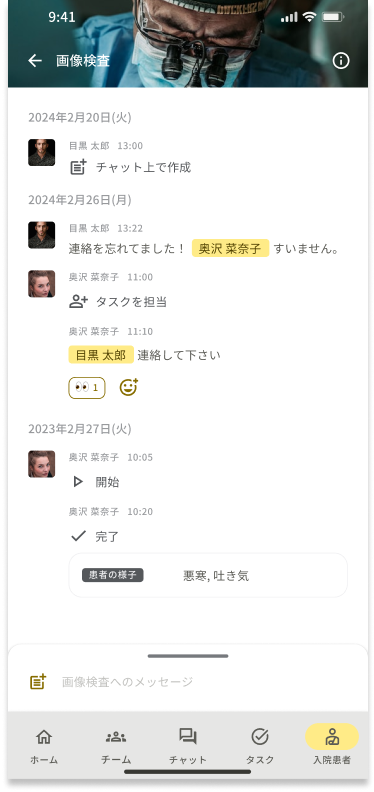 9:41
画像検査
2024年2月20日(火)
目黒 太郎 13:00
チャット上で作成
2024年2月26日(月)
目黒 太郎 13:22
連絡を忘れてました！ 奥沢 菜奈子 すいません。
奥沢 菜奈子 11:00
タスクを担当
奥沢 菜奈子 11:10
目黒 太郎 連絡して下さい
👀 1
2023年2月27日(火)
奥沢 菜奈子 10:05
開始
奥沢 菜奈子 10:20
完了
患者の様子 悪寒, 吐き気
画像検査へのメッセージ
ホーム チーム チャット タスク 入院患者